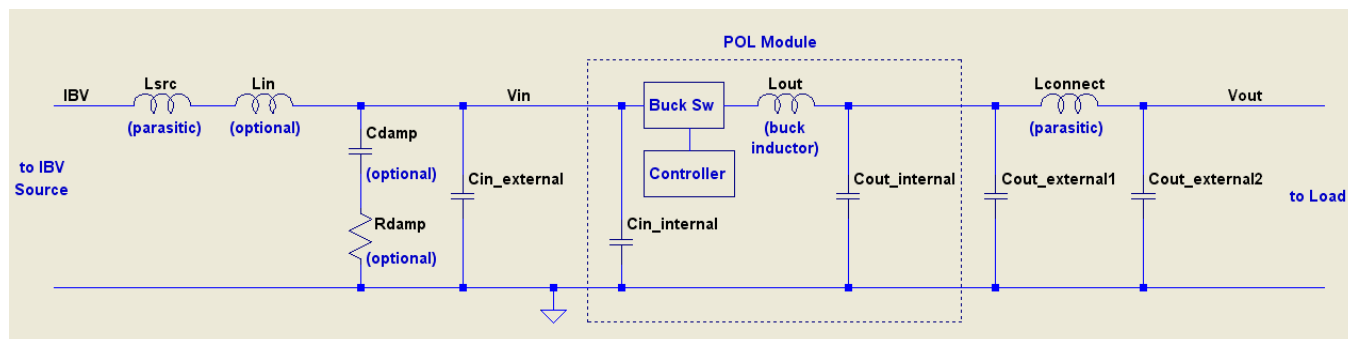 POL Module
IBV
Lsrc
(parasitic)
Lin
(optional)
Vin
Buck Sw
Lout
(buck
inductor)
Lconnect
(parasitic)
Vout
to IBV
Source
Cdamp
(optional)
Rdamp
(optional)
Cin_external
Cin_internal
Controller
Cout_internal
Cout_external1
Cout_external2
to Load